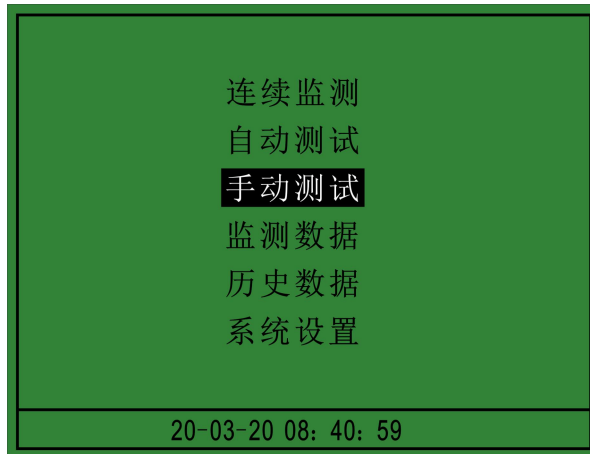 连续监测
自动测试
手动测试
监测数据
历史数据
系统设置
20-03-20 08: 40: 59